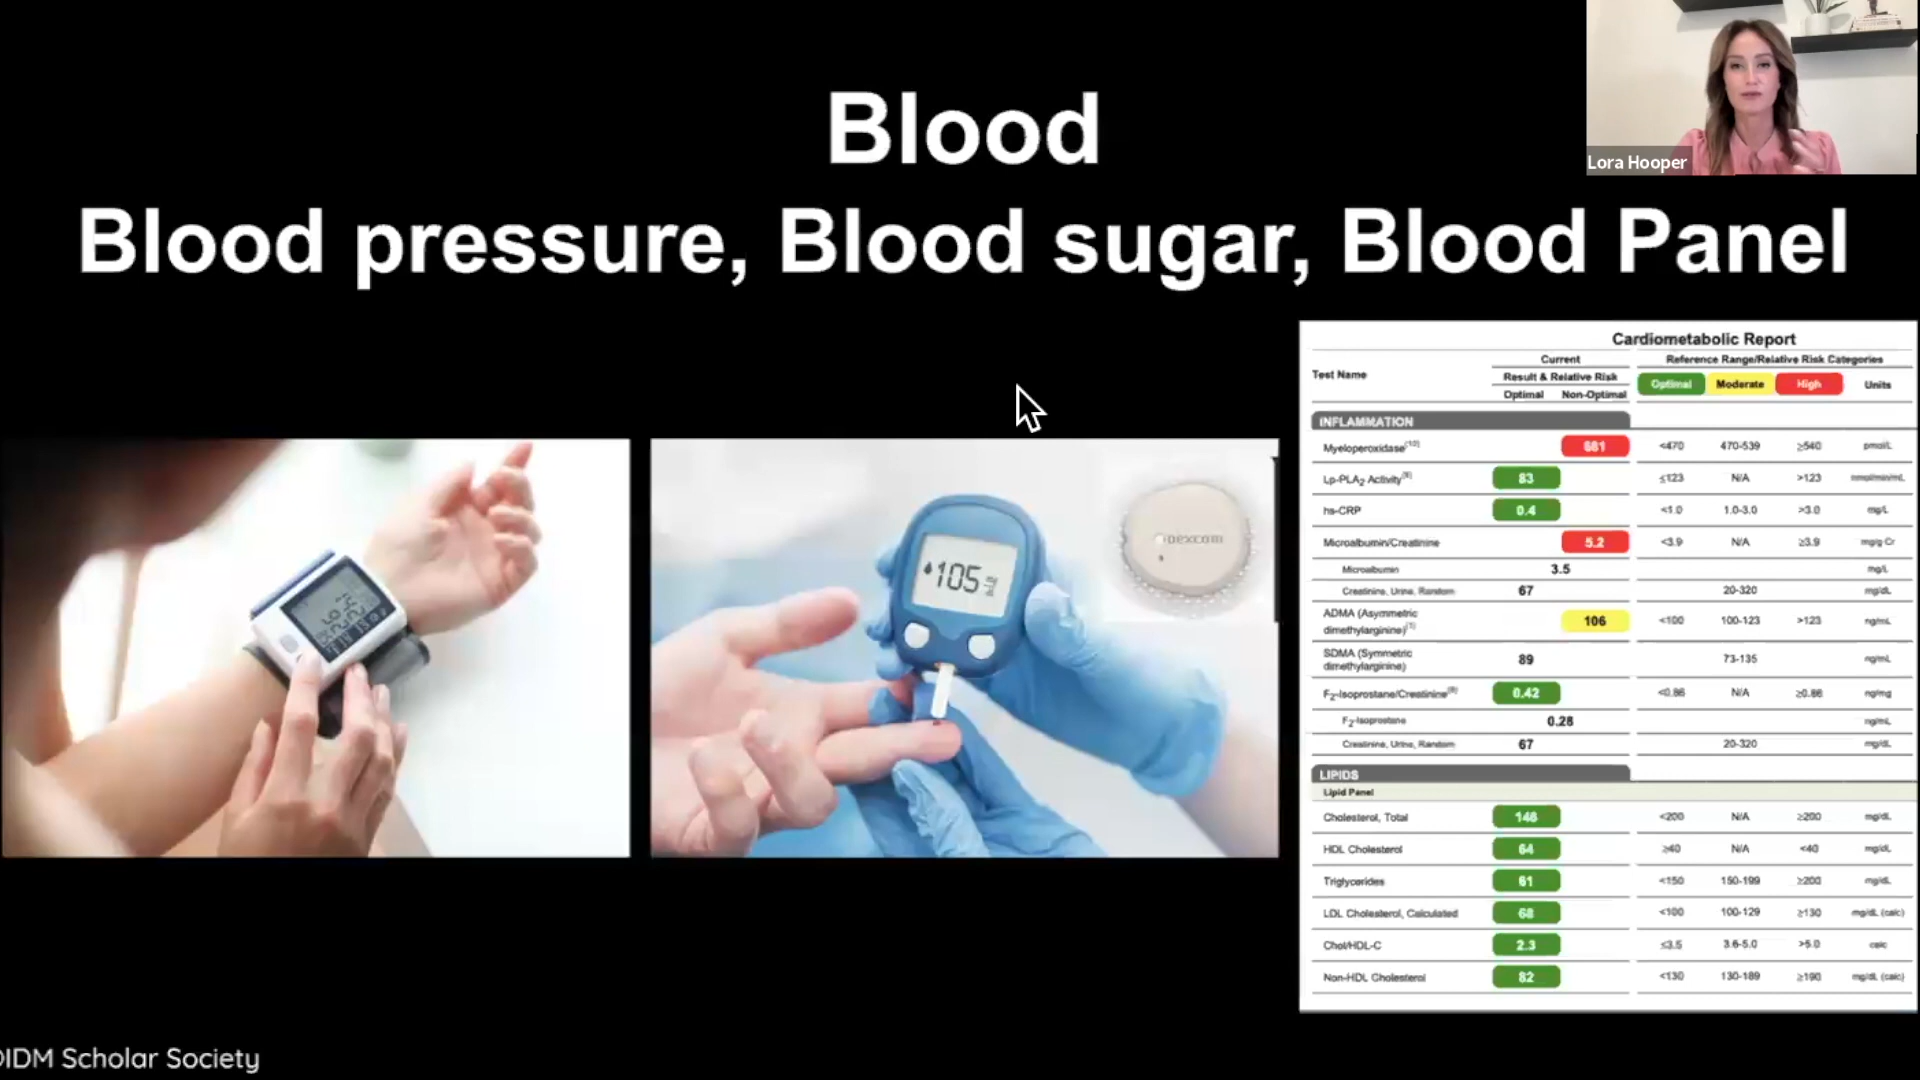 Blood
Blood pressure, Blood sugar, Blood Panel
Lora Hooper
105
Dexcom
Cardiometabolic Report
Current Reference Range/Relative Risk Categories
Test Name Result & Relative Risk Optimal Moderate High Units
Optimal Non-Optimal
INFLAMMATION
Myeloperoxidase 681 <470 470-539 ≥540 pmol/L
Lp-PLA2 Activity 83 ≤123 N/A >123 nmol/min/mL
hs-CRP 0.4 <1.0 1.0-3.0 >3.0 mg/L
Microalbumin/Creatinine 5.2 <3.9 N/A ≥3.9 mg/g Cr
Microalbumin 3.5 mg/L
Creatinine, Urine, Random 67 20-320 mg/dL
ADMA (Asymmetric
dimethylarginine) 106 <100 100-123 >123 ng/mL
SDMA (Symmetric
dimethylarginine) 89 73-135 ng/mL
F2-Isoprostane/Creatinine 0.42 <0.86 N/A ≥0.86 ng/mg
F2-Isoprostane 0.28 ng/mL
Creatinine, Urine, Random 67 20-320 mg/dL
LIPIDS
Lipid Panel
Cholesterol, Total 146 <200 N/A ≥200 mg/dL
HDL Cholesterol 64 ≥40 N/A <40 mg/dL
Triglycerides 61 <150 150-199 ≥200 mg/dL
LDL Cholesterol, Calculated 68 <100 100-129 ≥130 mg/dL (calc)
Chol/HDL-C 2.3 ≤3.5 3.6-5.0 >5.0 calc
Non-HDL Cholesterol 82 <130 130-189 ≥190 mg/dL (calc)
DIDM Scholar Society